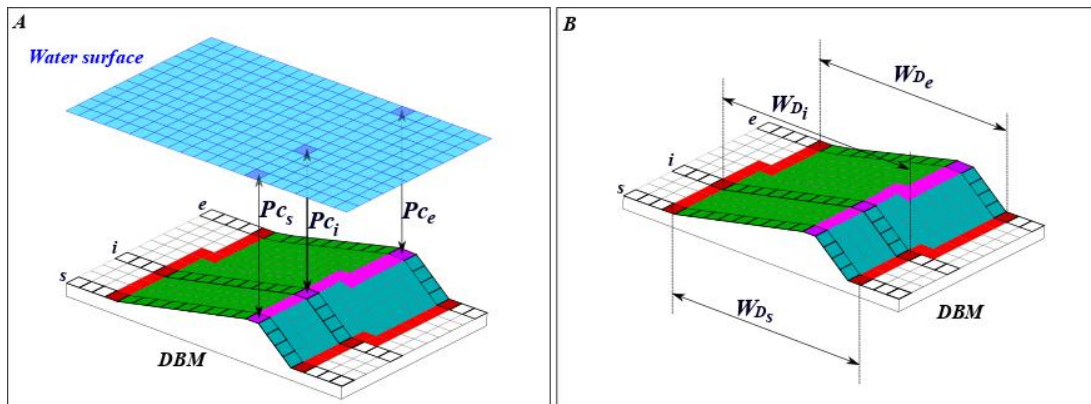 A
Water surface
Pc_s
Pc_i
Pc_e
e
i
s
DBM
B
W_De
W_Di
e
i
s
W_Ds
DBM